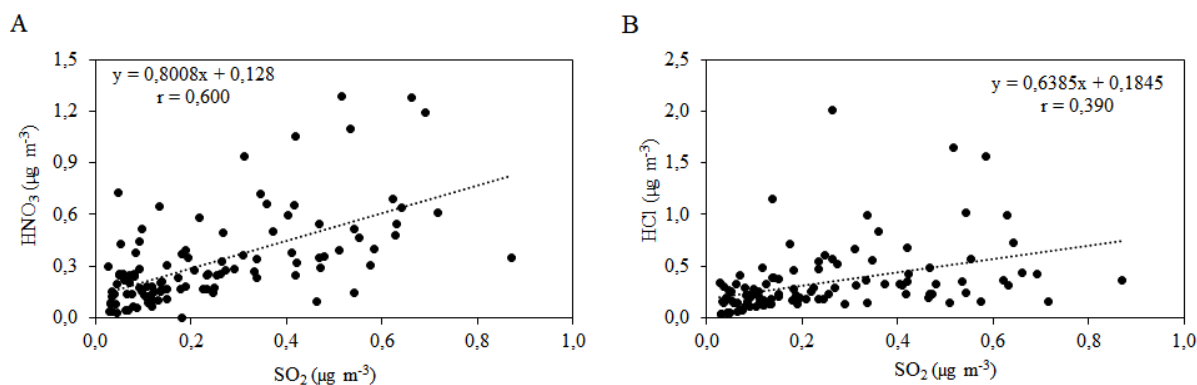 A
B
1,5
1,2
0,9
0,6
0,3
0,0
HNO₃ (µg m⁻³)
y = 0,8008x + 0,128
r = 0,600
0,0 0,2 0,4 0,6 0,8 1,0
SO₂ (µg m⁻³)
2,5
2,0
1,5
1,0
0,5
0,0
HCl (µg m⁻³)
y = 0,6385x + 0,1845
r = 0,390
0,0 0,2 0,4 0,6 0,8 1,0
SO₂ (µg m⁻³)